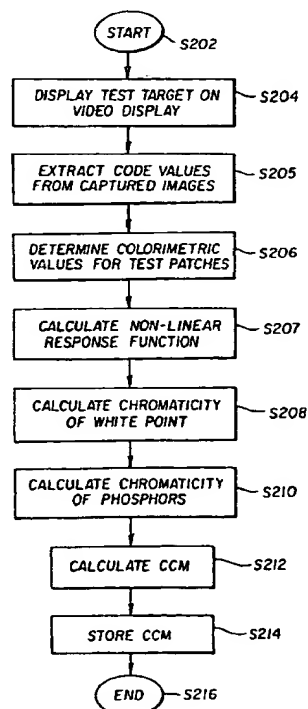 START
S202
DISPLAY TEST TARGET ON
VIDEO DISPLAY
S204
EXTRACT CODE VALUES
FROM CAPTURED IMAGES
S205
DETERMINE COLORIMETRIC
VALUES FOR TEST PATCHES
S206
CALCULATE NON-LINEAR
RESPONSE FUNCTION
S207
CALCULATE CHROMATICITY
OF WHITE POINT
S208
CALCULATE CHROMATICITY
OF PHOSPHORS
S210
CALCULATE CCM
S212
STORE CCM
S214
END
S216